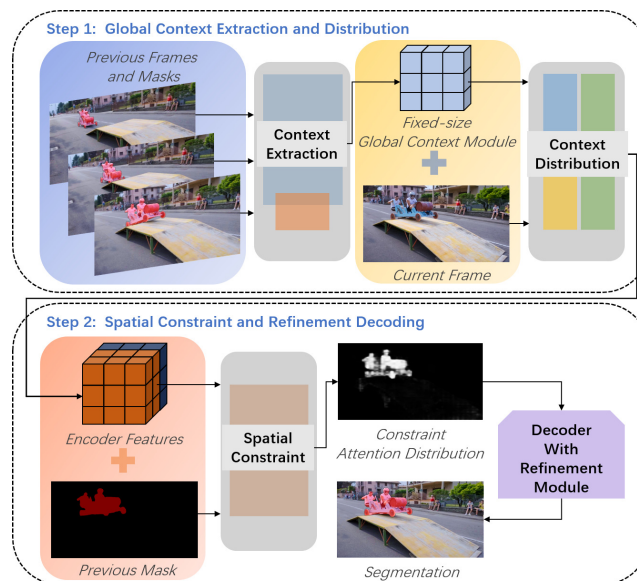 Step 1:  Global Context Extraction and Distribution
Previous Frames
and Masks
Context
Extraction
Fixed-size
Global Context Module
Current Frame
Context
Distribution
Step 2:  Spatial Constraint and Refinement Decoding
Encoder Features
Previous Mask
Spatial
Constraint
Constraint
Attention Distribution
Segmentation
Decoder
With
Refinement
Module